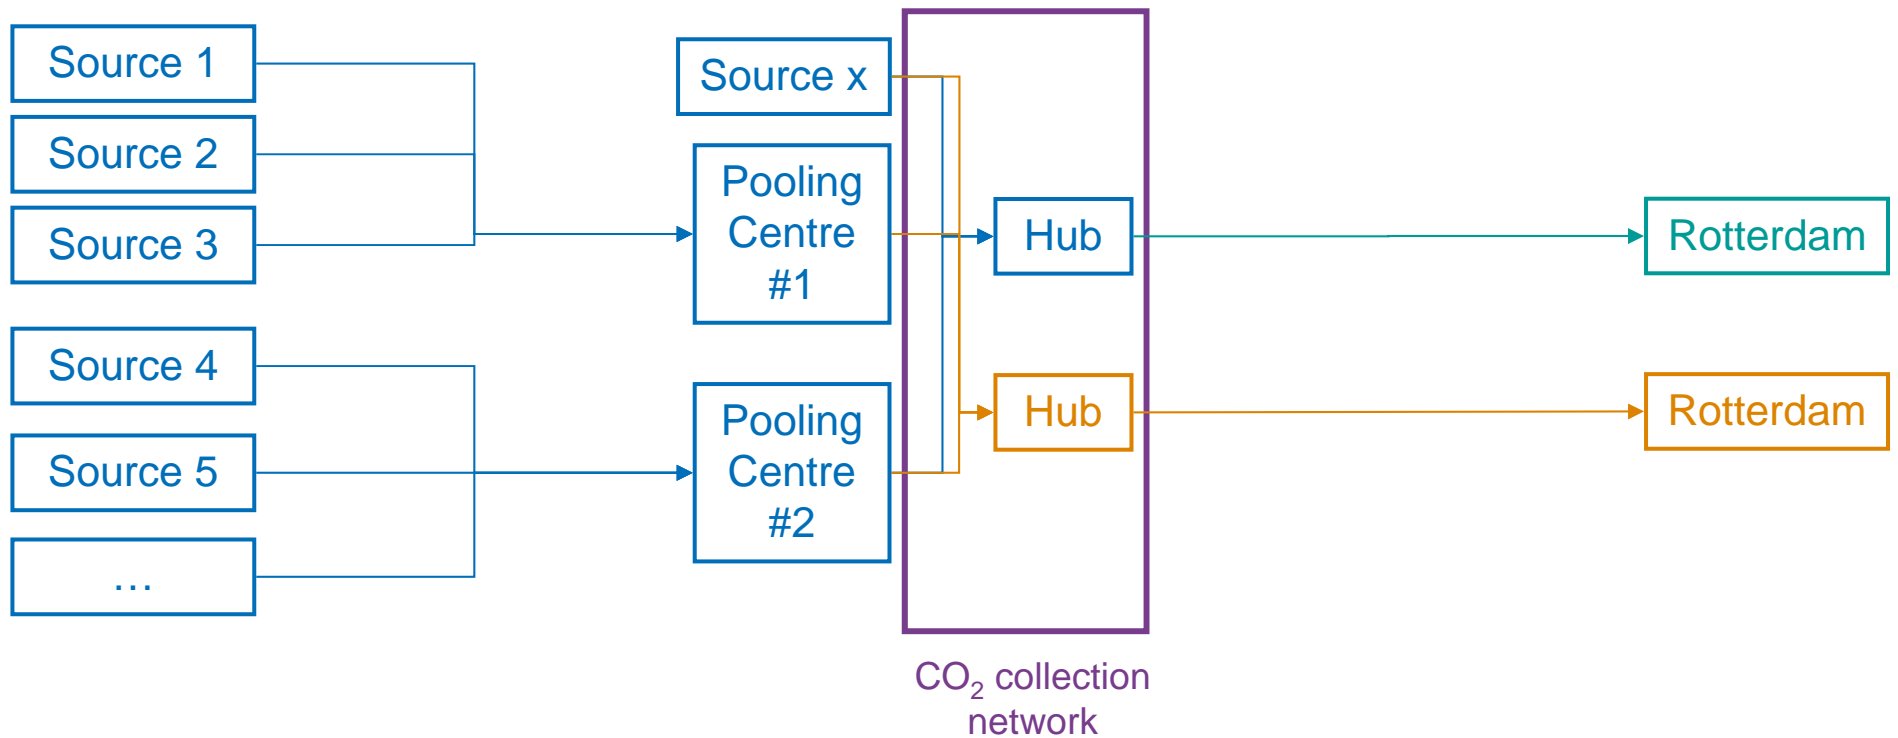 Source 1
Source 2
Source 3
Source 4
Source 5
…
Source x
Pooling
Centre
#1
Pooling
Centre
#2
Hub
Hub
CO₂ collection
network
Rotterdam
Rotterdam